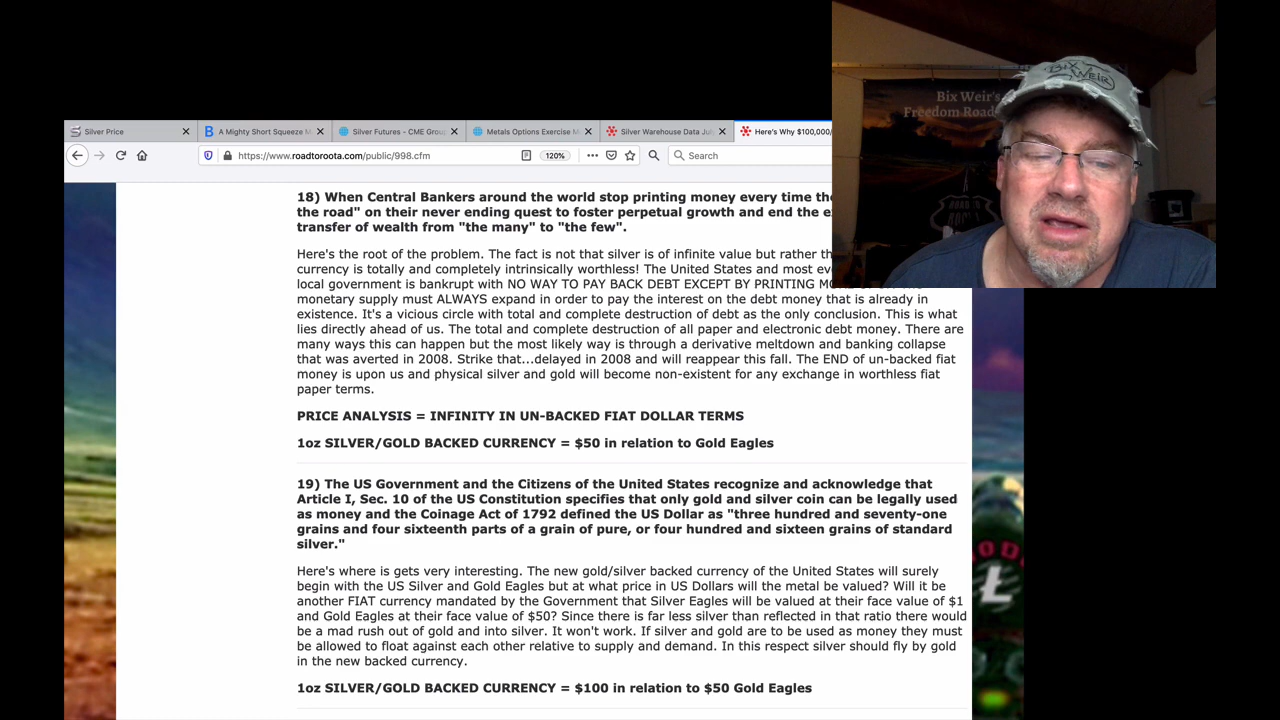 BIX
WEIR
Bix Weir's
Freedom Road
Silver Price
A Mighty Short Squeeze
Silver Futures - CME Grou
Metals Options Exercise
Silver Warehouse Data Ju
Here's Why $100,000/
https://www.roadtoroota.com/public/998.cfm
120%
Search
18) When Central Bankers around the world stop printing money every time
the road" on their never ending quest to foster perpetual growth and end the
transfer of wealth from "the many" to "the few".
Here's the root of the problem. The fact is not that silver is of infinite value but rather
currency is totally and completely intrinsically worthless! The United States and most
local government is bankrupt with NO WAY TO PAY BACK DEBT EXCEPT BY PRINTING
monetary supply must ALWAYS expand in order to pay the interest on the debt money that is already in
existence. It's a vicious circle with total and complete destruction of debt as the only conclusion. This is what
lies directly ahead of us. The total and complete destruction of all paper and electronic debt money. There are
many ways this can happen but the most likely way is through a derivative meltdown and banking collapse
that was averted in 2008. Strike that...delayed in 2008 and will reappear this fall. The END of un-backed fiat
money is upon us and physical silver and gold will become non-existent for any exchange in worthless fiat
paper terms.
PRICE ANALYSIS = INFINITY IN UN-BACKED FIAT DOLLAR TERMS
1oz SILVER/GOLD BACKED CURRENCY = $50 in relation to Gold Eagles
19) The US Government and the Citizens of the United States recognize and acknowledge that
Article I, Sec. 10 of the US Constitution specifies that only gold and silver coin can be legally used
as money and the Coinage Act of 1792 defined the US Dollar as "three hundred and seventy-one
grains and four sixteenth parts of a grain of pure, or four hundred and sixteen grains of standard
silver."
Here's where is gets very interesting. The new gold/silver backed currency of the United States will surely
begin with the US Silver and Gold Eagles but at what price in US Dollars will the metal be valued? Will it be
another FIAT currency mandated by the Government that Silver Eagles will be valued at their face value of $1
and Gold Eagles at their face value of $50? Since there is far less silver than reflected in that ratio there would
be a mad rush out of gold and into silver. It won't work. If silver and gold are to be used as money they must
be allowed to float against each other relative to supply and demand. In this respect silver should fly by gold
in the new backed currency.
1oz SILVER/GOLD BACKED CURRENCY = $100 in relation to $50 Gold Eagles